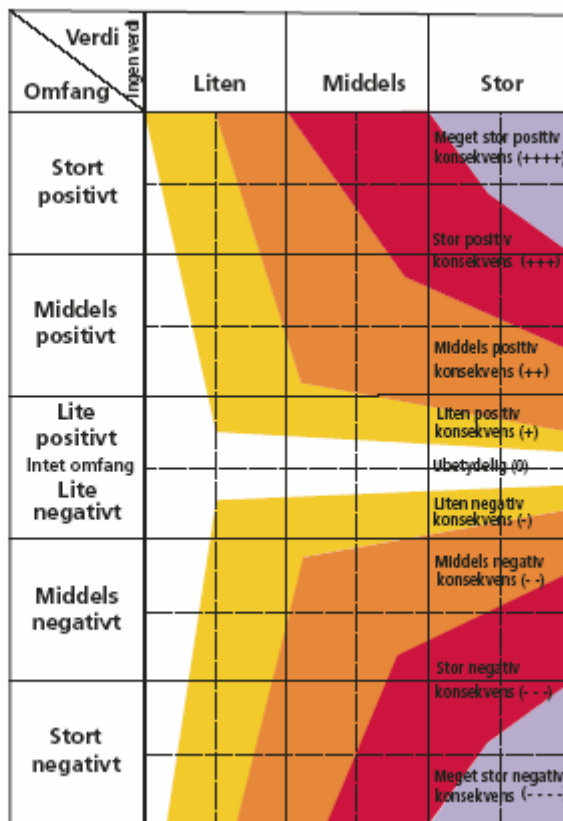 Verdi
Ingen verdi
Omfang
Liten
Middels
Stor
Stort
positivt
Meget stor positiv
konsekvens (++++)
Stor positiv
konsekvens (+++)
Middels
positivt
Middels positiv
konsekvens (++)
Lite
positivt
Liten positiv
konsekvens (+)
Intet omfang
Ubetydelig (0)
Lite
negativt
Liten negativ
konsekvens (-)
Middels
negativt
Middels negativ
konsekvens (- -)
Stor negativ
konsekvens (- - -)
Stort
negativt
Meget stor negativ
konsekvens (- - - -)